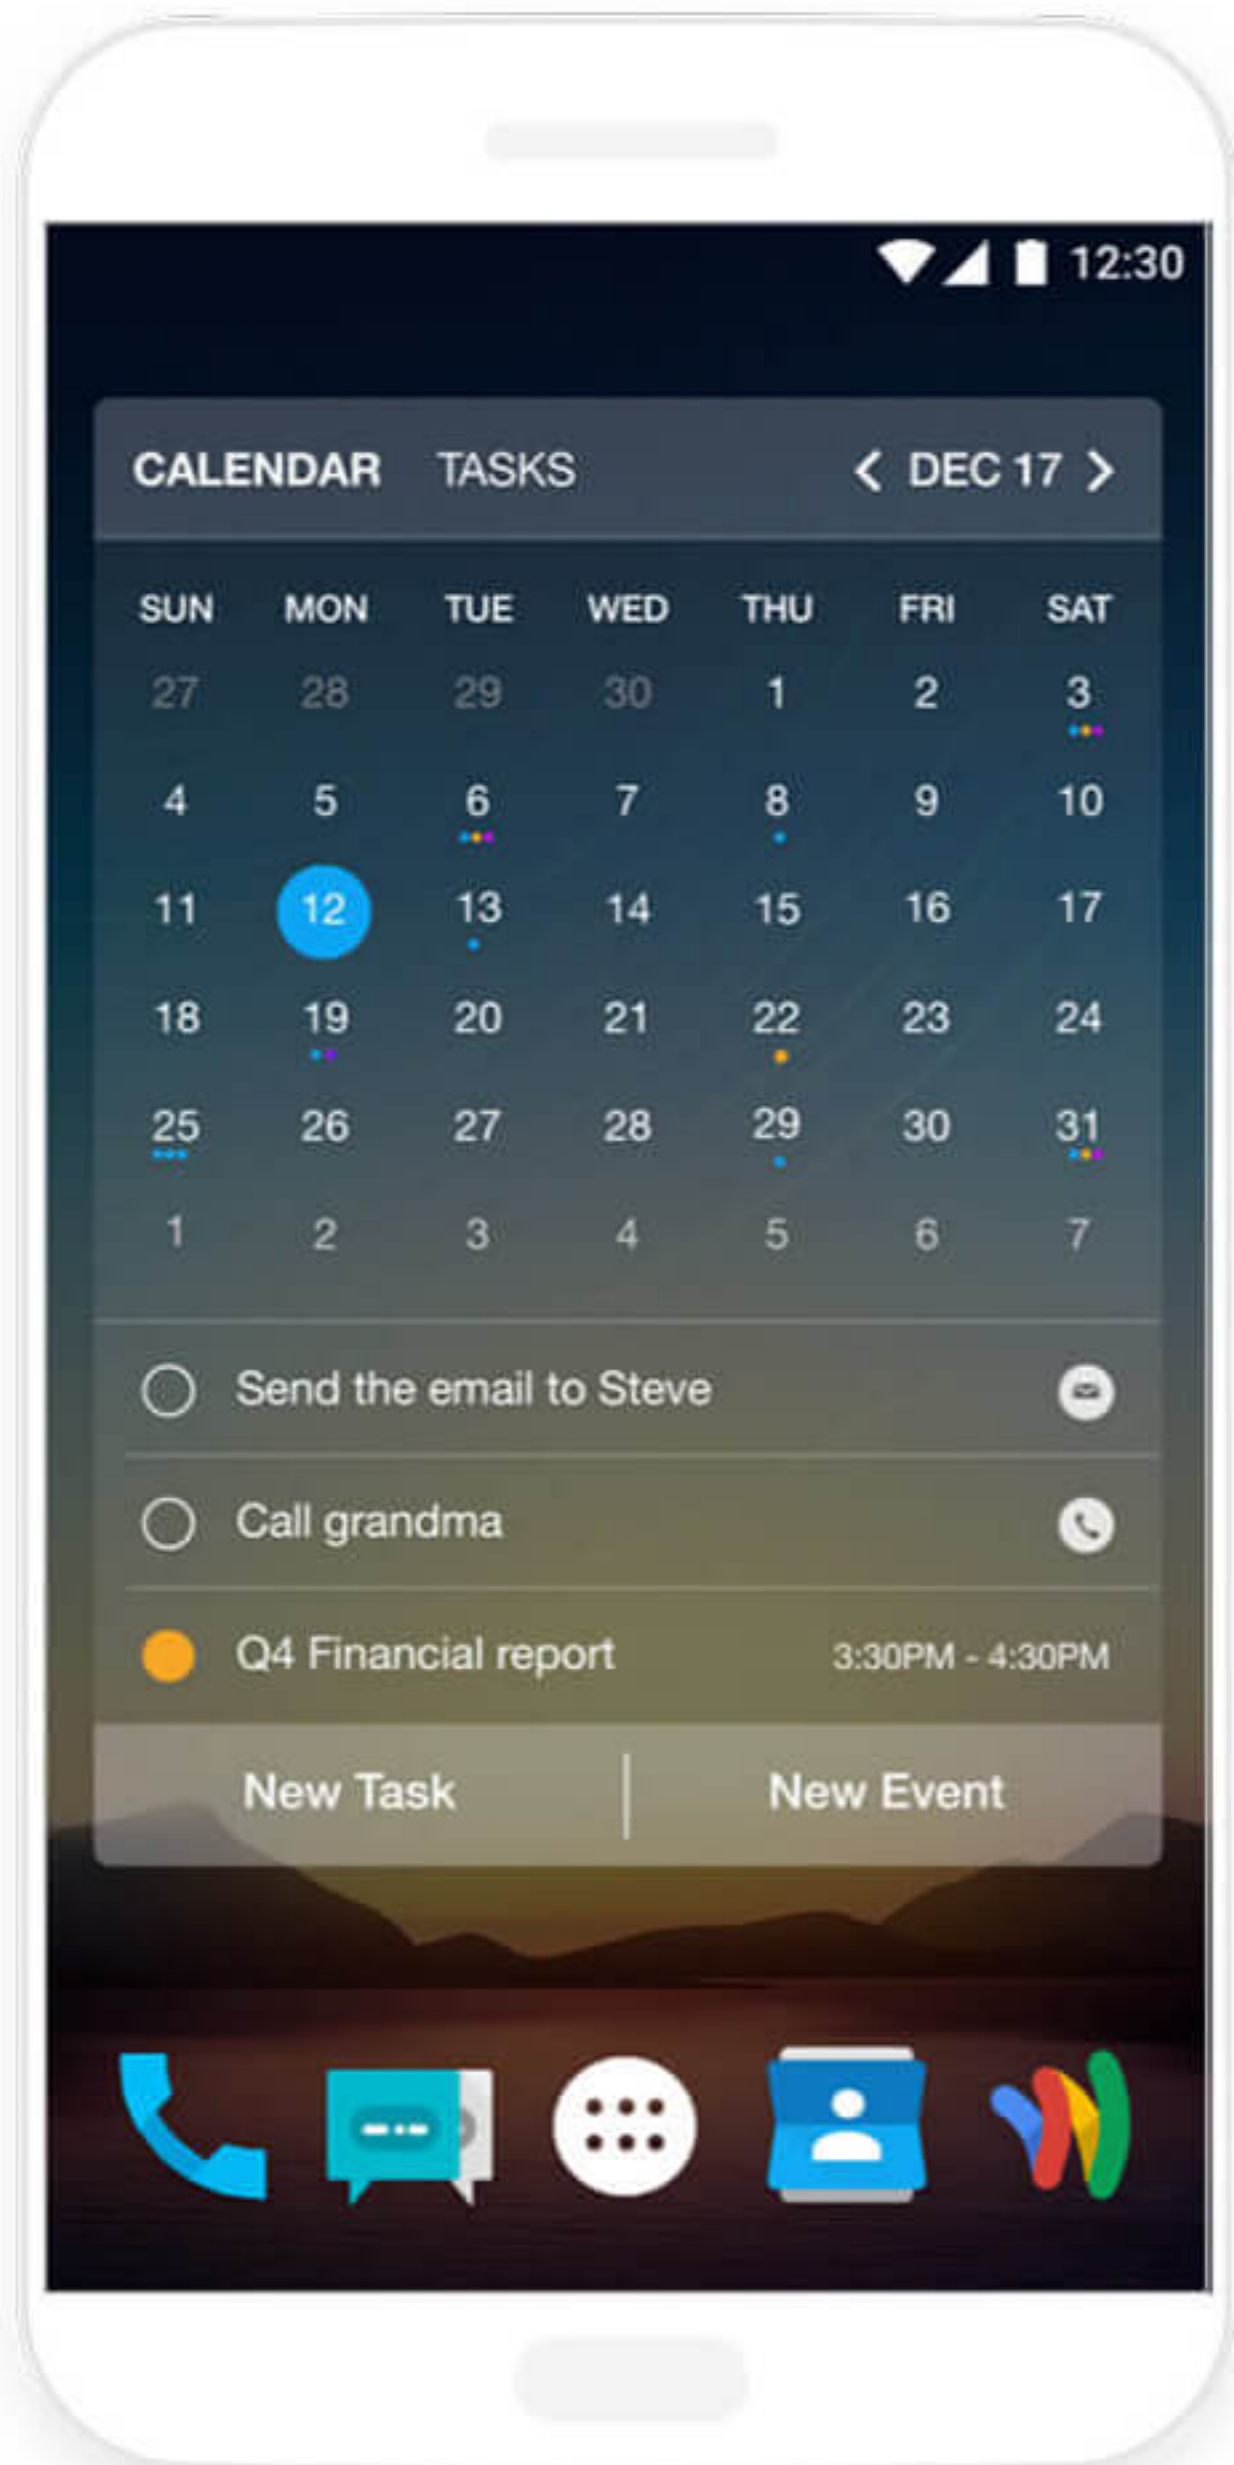 12:30
CALENDAR TASKS DEC 17
SUN MON TUE WED THU FRI SAT
27 28 29 30 1 2 3
4 5 6 7 8 9 10
11 12 13 14 15 16 17
18 19 20 21 22 23 24
25 26 27 28 29 30 31
1 2 3 4 5 6 7
Send the email to Steve
Call grandma
Q4 Financial report 3:30PM - 4:30PM
New Task New Event